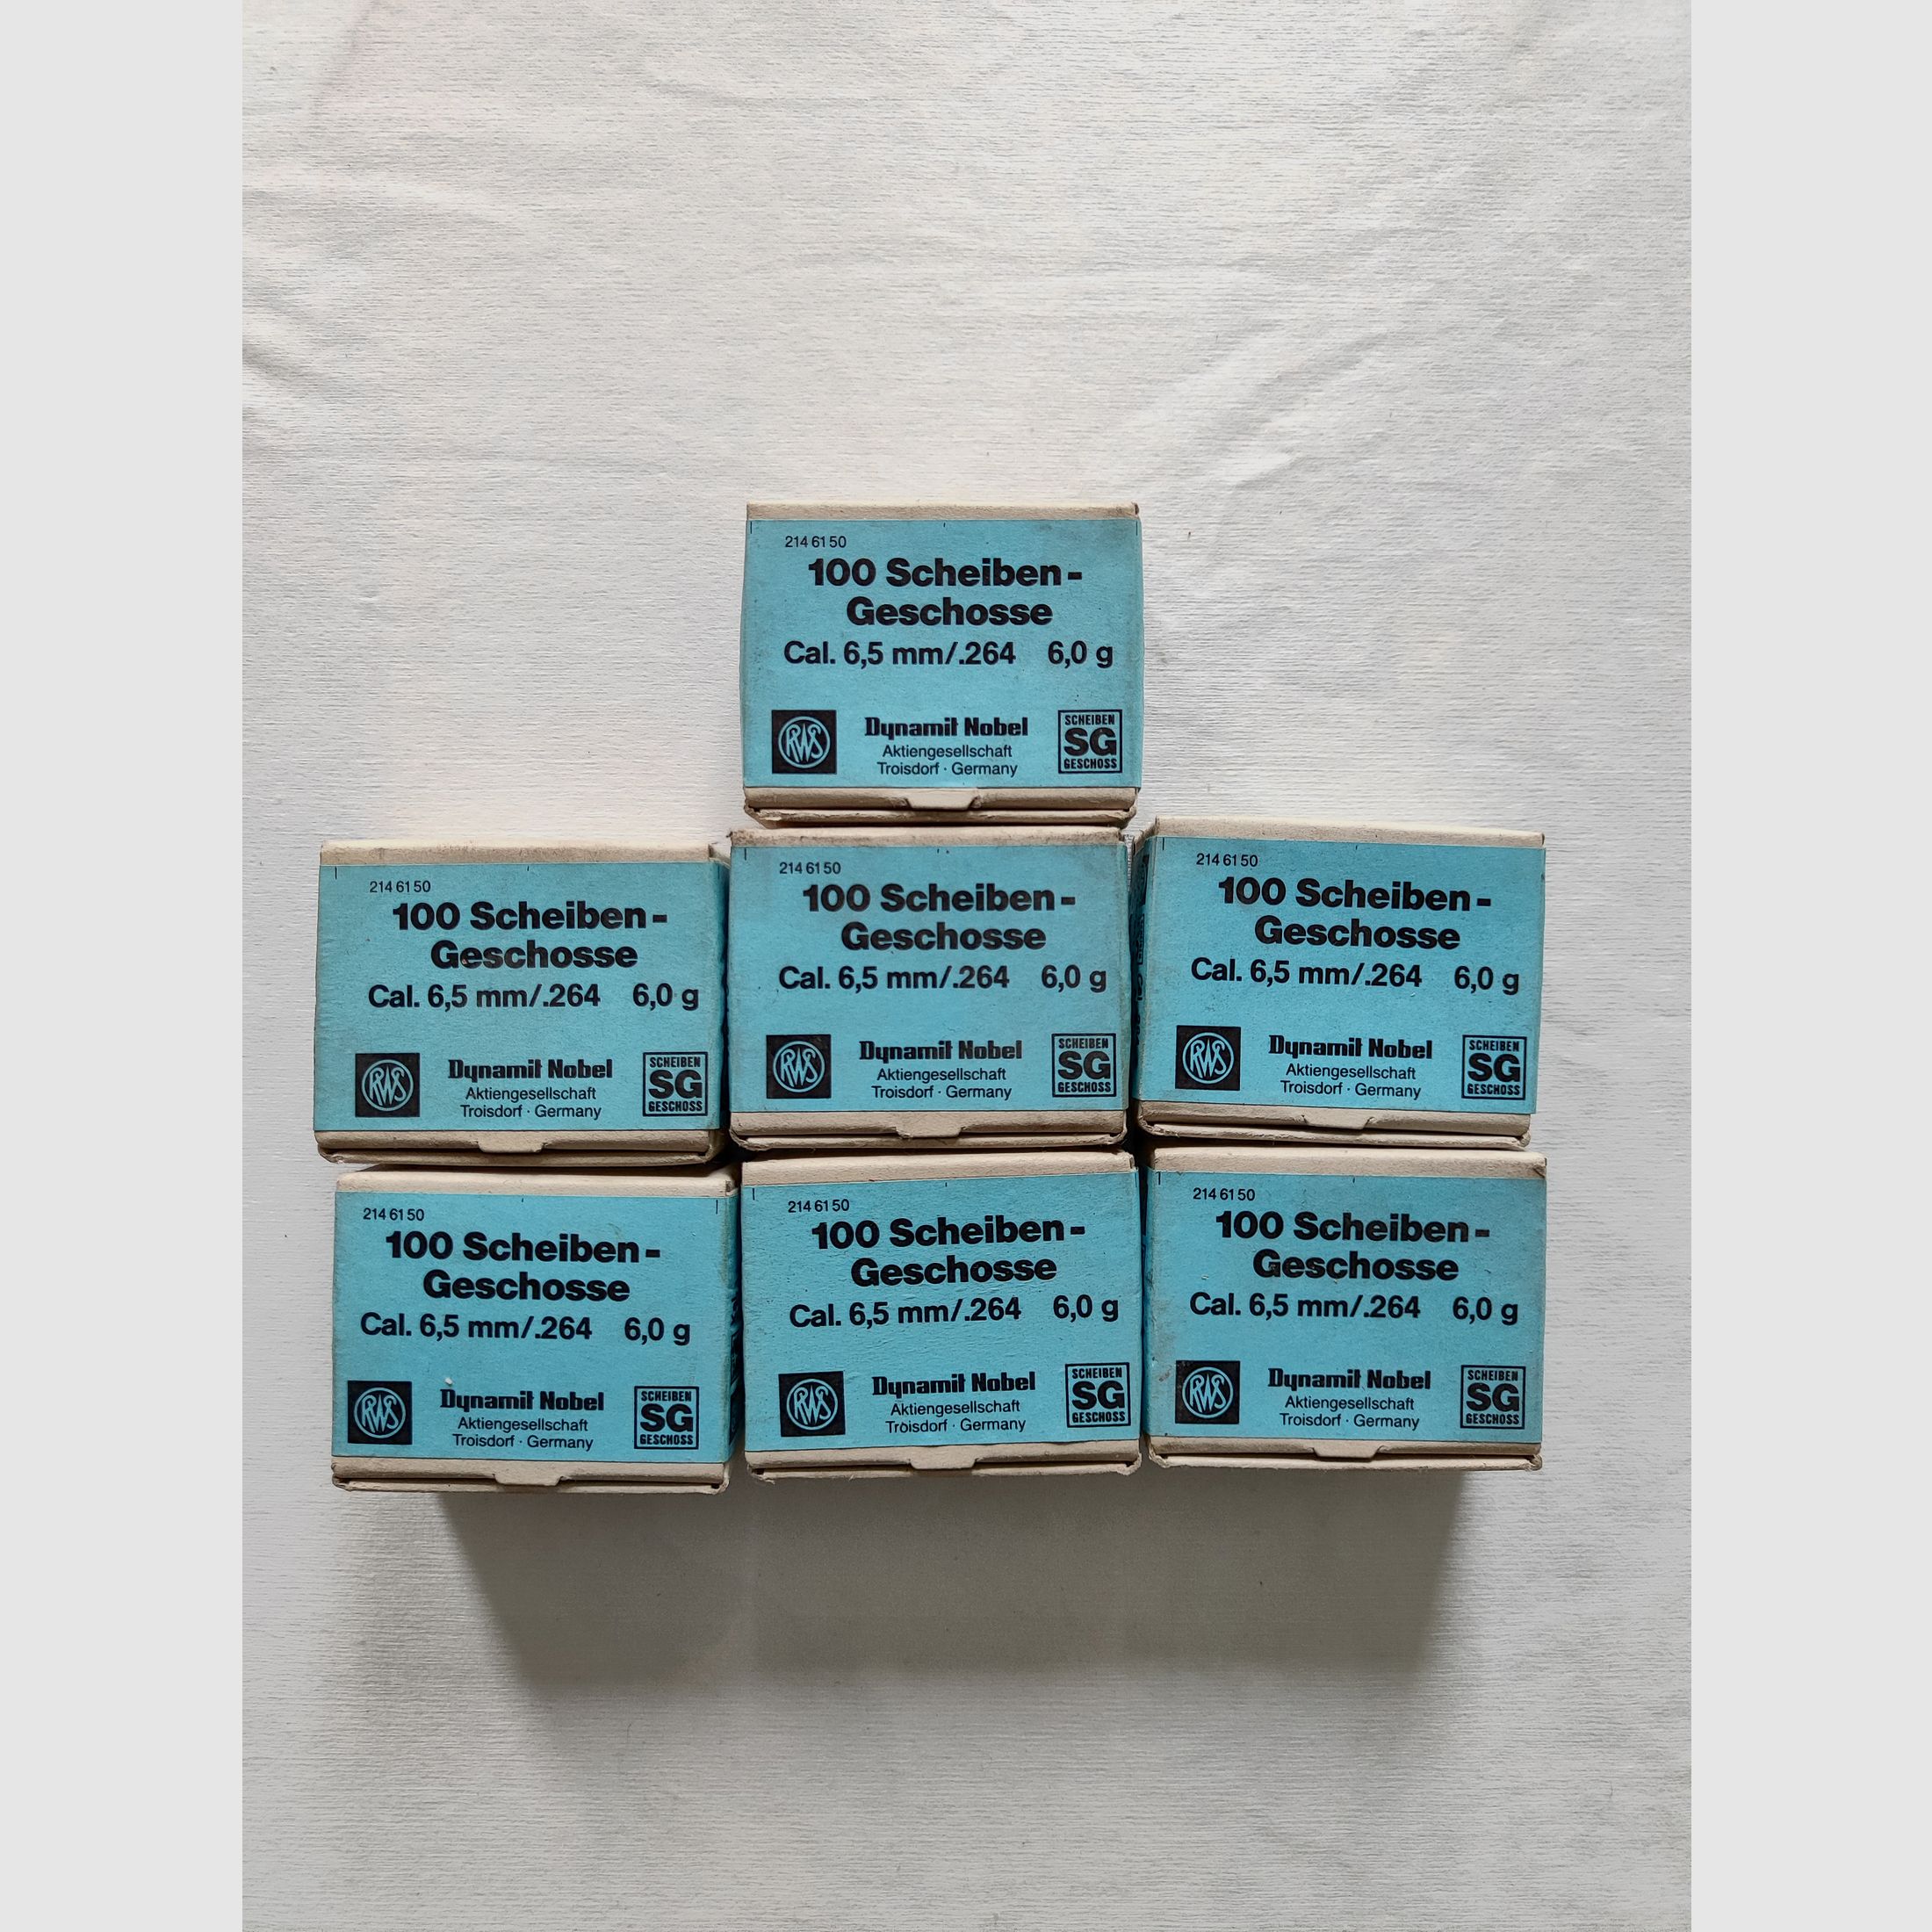 214 61 50
100 Scheiben-
Geschosse
Cal. 6,5 mm/.264 6,0 g
RWS
Dynamit Nobel
Aktiengesellschaft
Troisdorf · Germany
SCHEIBEN
SG
GESCHOSS
214 61 50
100 Scheiben-
Geschosse
Cal. 6,5 mm/.264 6,0 g
RWS
Dynamit Nobel
Aktiengesellschaft
Troisdorf · Germany
SCHEIBEN
SG
GESCHOSS
214 61 50
100 Scheiben-
Geschosse
Cal. 6,5 mm/.264 6,0 g
RWS
Dynamit Nobel
Aktiengesellschaft
Troisdorf · Germany
SCHEIBEN
SG
GESCHOSS
214 61 50
100 Scheiben-
Geschosse
Cal. 6,5 mm/.264 6,0 g
RWS
Dynamit Nobel
Aktiengesellschaft
Troisdorf · Germany
SCHEIBEN
SG
GESCHOSS
214 61 50
100 Scheiben-
Geschosse
Cal. 6,5 mm/.264 6,0 g
RWS
Dynamit Nobel
Aktiengesellschaft
Troisdorf · Germany
SCHEIBEN
SG
GESCHOSS
214 61 50
100 Scheiben-
Geschosse
Cal. 6,5 mm/.264 6,0 g
RWS
Dynamit Nobel
Aktiengesellschaft
Troisdorf · Germany
SCHEIBEN
SG
GESCHOSS
214 61 50
100 Scheiben-
Geschosse
Cal. 6,5 mm/.264 6,0 g
RWS
Dynamit Nobel
Aktiengesellschaft
Troisdorf · Germany
SCHEIBEN
SG
GESCHOSS